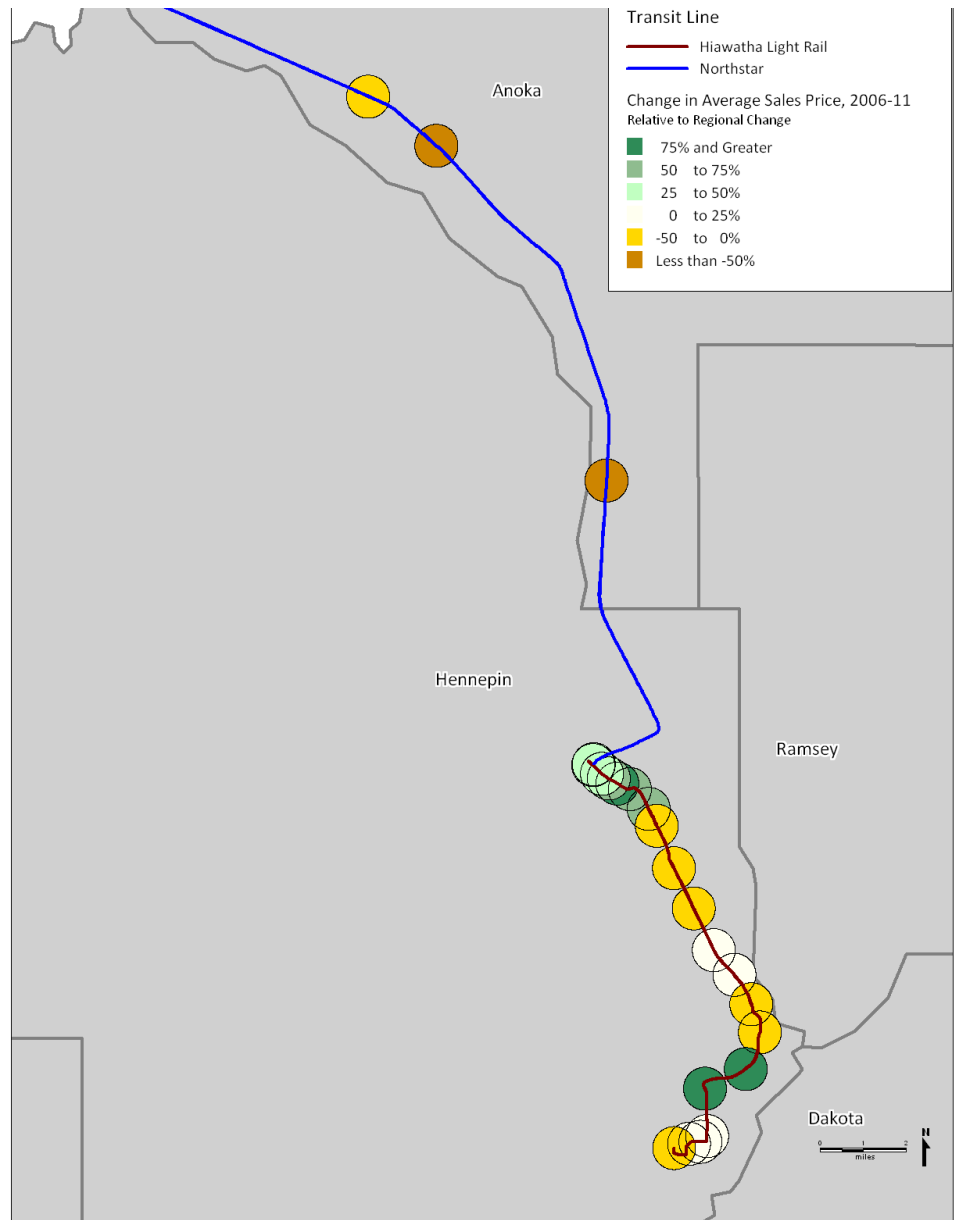 Transit Line
Hiawatha Light Rail
Northstar
Change in Average Sales Price, 2006-11
Relative to Regional Change
75% and Greater
50 to 75%
25 to 50%
0 to 25%
-50 to 0%
Less than -50%
Anoka
Hennepin
Ramsey
Dakota
N
0 1 2
miles